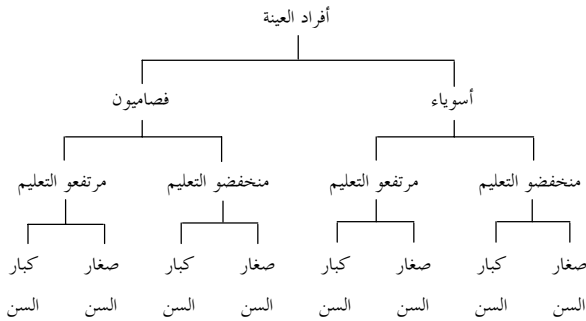 أفراد العينة
أسوياء فصاميون
منخفضو التعليم مرتفعو التعليم منخفضو التعليم مرتفعو التعليم
صغار كبار صغار كبار صغار كبار صغار كبار
السن السن السن السن السن السن السن السن